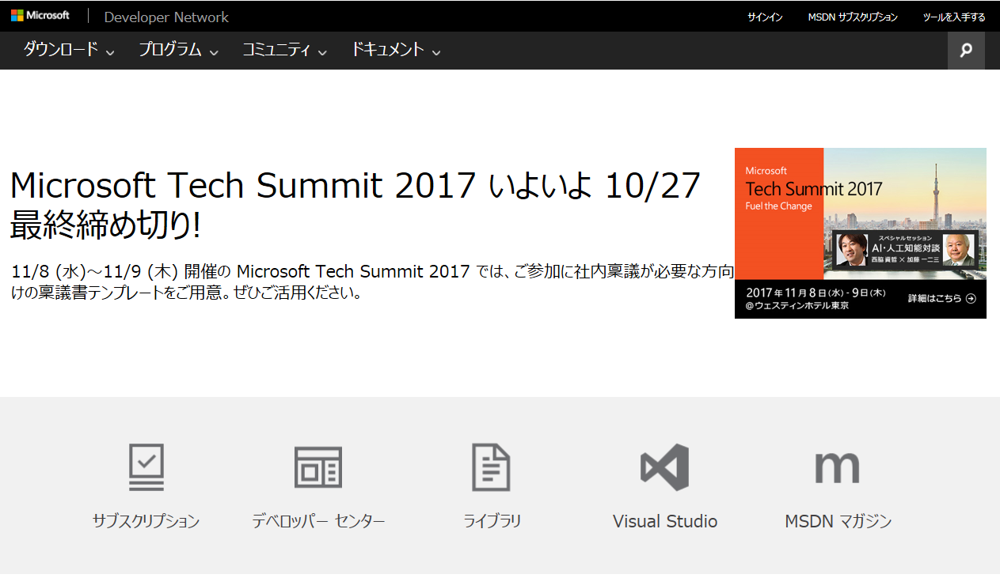 Microsoft Developer Network
サインイン MSDN サブスクリプション ツールを入手する
ダウンロード プログラム コミュニティ ドキュメント
Microsoft Tech Summit 2017 いよいよ 10/27
最終締め切り!
11/8 (水)～11/9 (木) 開催の Microsoft Tech Summit 2017 では、ご参加に社内稟議が必要な方向
けの稟議書テンプレートをご用意。ぜひご活用ください。
Microsoft
Tech Summit 2017
Fuel the Change
スペシャルセッション
AI・人工知能対談
西脇 資哲 × 加藤 一二三
2017年11月8日(水) - 9日(木)
@ウェスティンホテル東京
詳細はこちら
サブスクリプション
デベロッパー センター
ライブラリ
Visual Studio
m
MSDN マガジン